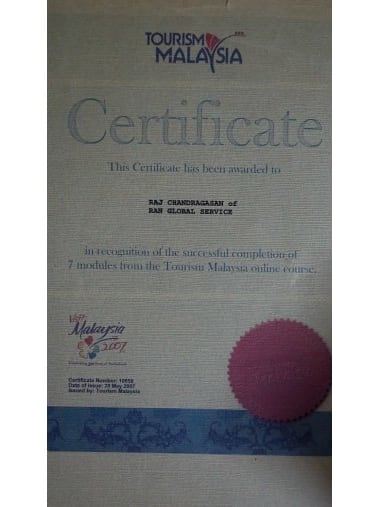 TOURISM
MALAYSIA
Certificate
This Certificate has been awarded to
RAJ CHANDRAGASAN of
RAN GLOBAL SERVICE
in recognition of the successful completion of
7 modules from the Tourism Malaysia online course.
Visit
Malaysia
2007
Certificate Number: 10658
Date of Issue: 28 May 2007
Issued by: Tourism Malaysia